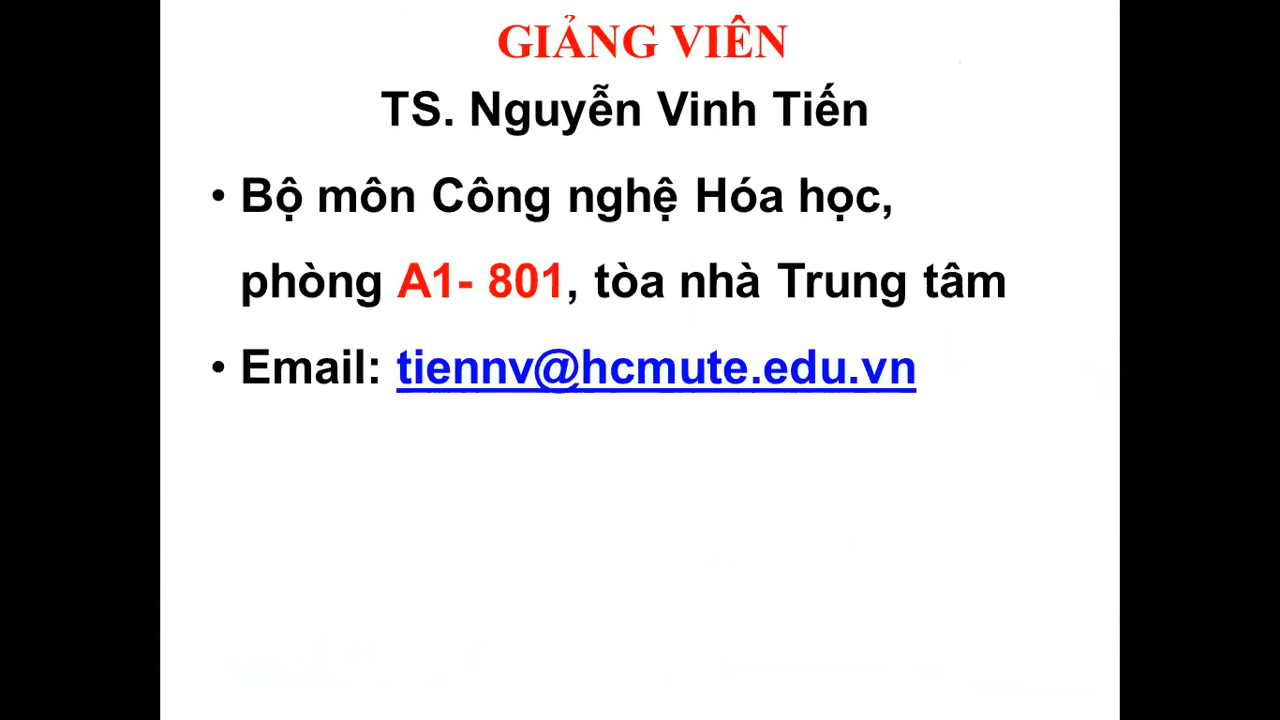 GIẢNG VIÊN
TS. Nguyễn Vinh Tiến
• Bộ môn Công nghệ Hóa học,
phòng A1- 801, tòa nhà Trung tâm
• Email: tiennv@hcmute.edu.vn